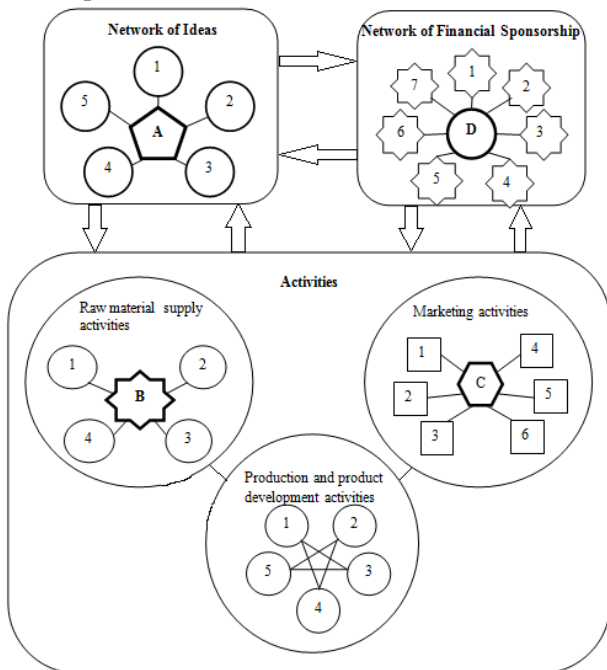 Network of Ideas
1
5
2
A
4
3
Network of Financial Sponsorship
1
7
2
6
D
3
5
4
Activities
Raw material supply
activities
1
2
B
4
3
Marketing activities
1
4
C
2
5
3
6
Production and product
development activities
1
2
5
3
4